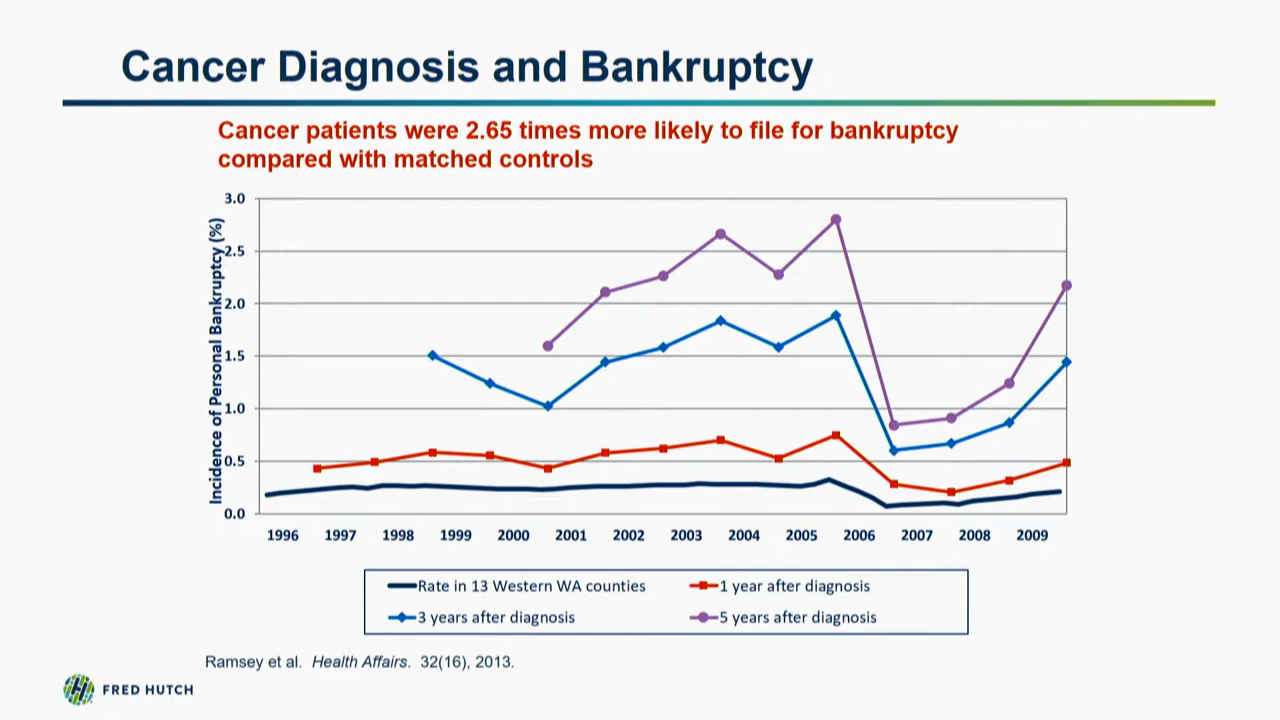 Cancer Diagnosis and Bankruptcy
Cancer patients were 2.65 times more likely to file for bankruptcy
compared with matched controls
Incidence of Personal Bankruptcy (%)
3.0
2.5
2.0
1.5
1.0
0.5
0.0
1996 1997 1998 1999 2000 2001 2002 2003 2004 2005 2006 2007 2008 2009
Rate in 13 Western WA counties 1 year after diagnosis
3 years after diagnosis 5 years after diagnosis
Ramsey et al. Health Affairs. 32(16), 2013.
FRED HUTCH